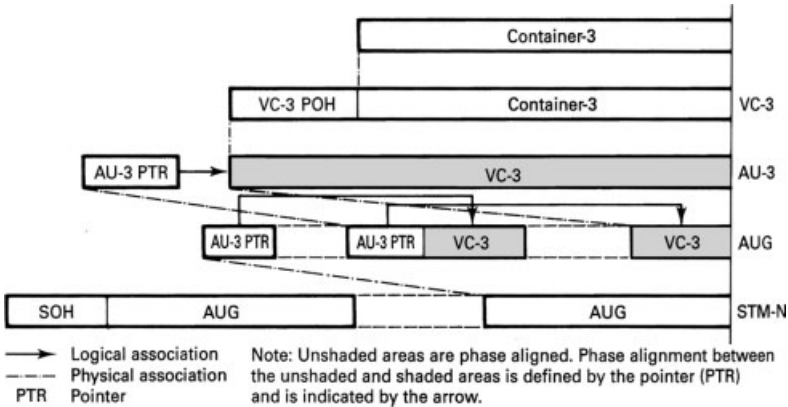 Container-3
VC-3 POH Container-3 VC-3
AU-3 PTR VC-3 AU-3
AU-3 PTR AU-3 PTR VC-3 VC-3 AUG
SOH AUG AUG STM-N
Logical association
Physical association
PTR Pointer
Note: Unshaded areas are phase aligned. Phase alignment between
the unshaded and shaded areas is defined by the pointer (PTR)
and is indicated by the arrow.